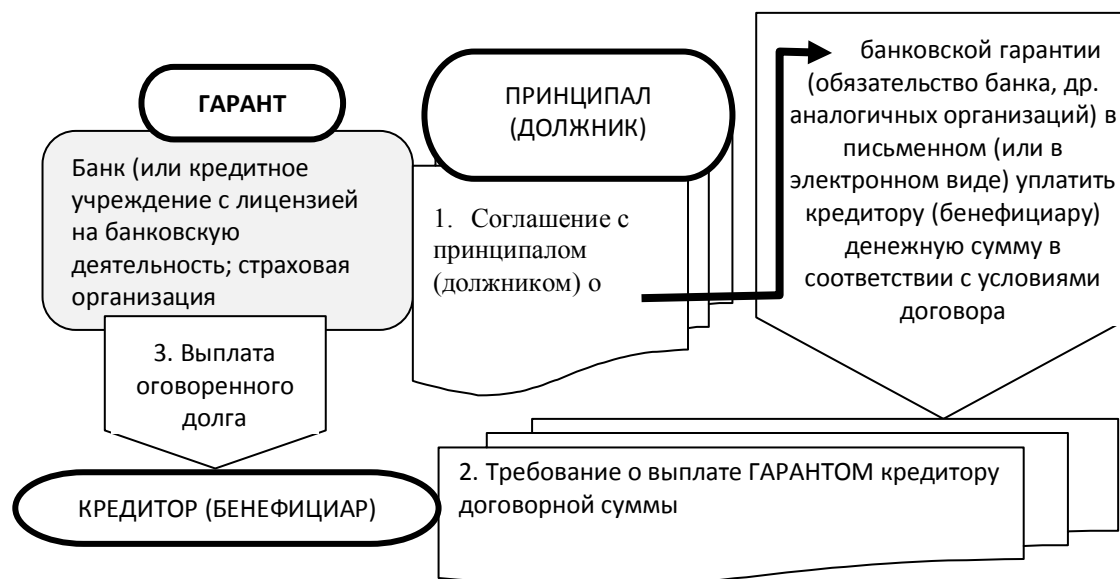 ГАРАНТ
Банк (или кредитное
учреждение с лицензией
на банковскую
деятельность; страховая
организация
ПРИНЦИПАЛ
(ДОЛЖНИК)
1. Соглашение с
принципалом
(должником) о
банковской гарантии
(обязательство банка, др.
аналогичных организаций) в
письменном (или в
электронном виде) уплатить
кредитору (бенефициару)
денежную сумму в
соответствии с условиями
договора
3. Выплата
оговоренного
долга
КРЕДИТОР (БЕНЕФИЦИАР)
2. Требование о выплате ГАРАНТОМ кредитору
договорной суммы